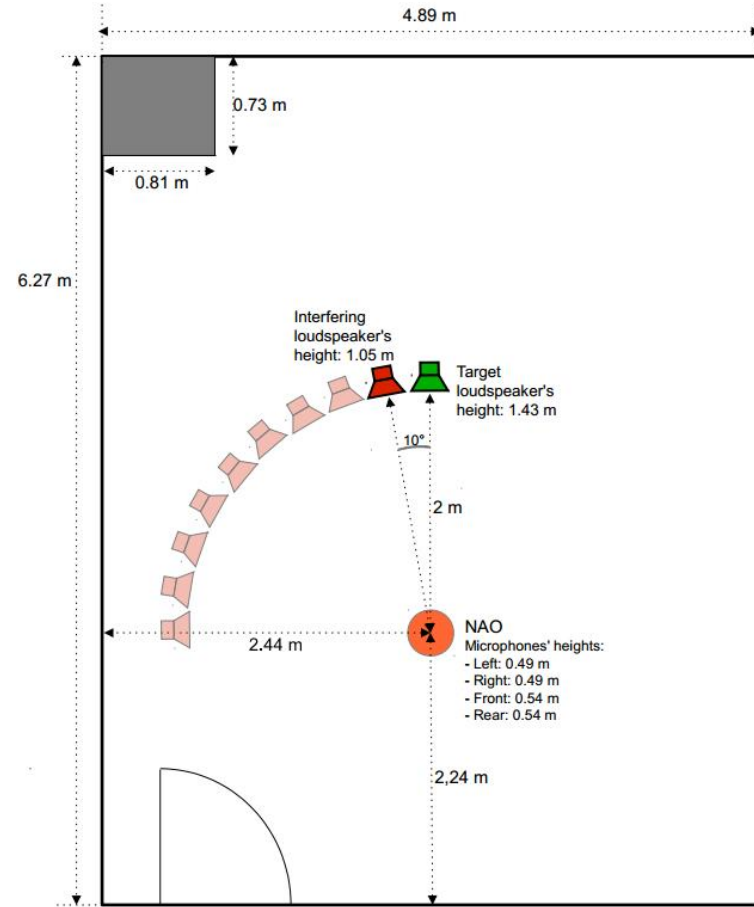 4.89 m
0.73 m
0.81 m
6.27 m
Interfering
loudspeaker's
height: 1.05 m
Target
loudspeaker's
height: 1.43 m
10°
2 m
NAO
Microphones' heights:
- Left: 0.49 m
- Right: 0.49 m
- Front: 0.54 m
- Rear: 0.54 m
2.44 m
2,24 m